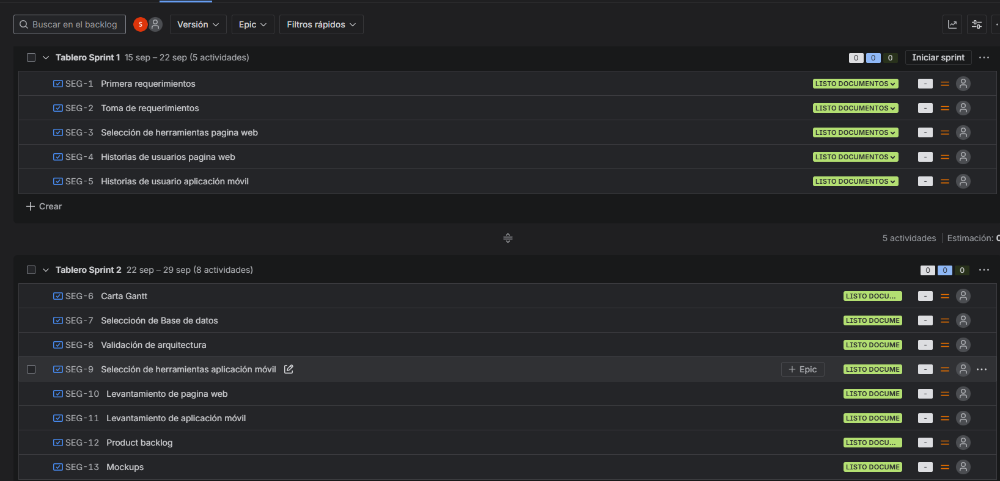 Buscar en el backlog S Versión Epic Filtros rápidos
Tablero Sprint 1 15 sep – 22 sep (5 actividades) 0 0 0 Iniciar sprint
SEG-1 Primera requerimientos LISTO DOCUMENTOS -
SEG-2 Toma de requerimientos LISTO DOCUMENTOS -
SEG-3 Selección de herramientas pagina web LISTO DOCUMENTOS -
SEG-4 Historias de usuarios pagina web LISTO DOCUMENTOS -
SEG-5 Historias de usuario aplicación móvil LISTO DOCUMENTOS -
+ Crear
5 actividades Estimación: 0
Tablero Sprint 2 22 sep – 29 sep (8 actividades) 0 0 0
SEG-6 Carta Gantt LISTO DOCU... -
SEG-7 Seleccioón de Base de datos LISTO DOCUME -
SEG-8 Validación de arquitectura LISTO DOCUME -
SEG-9 Selección de herramientas aplicación móvil + Epic LISTO DOCUME -
SEG-10 Levantamiento de pagina web LISTO DOCUME -
SEG-11 Levantamiento de aplicación móvil LISTO DOCUME -
SEG-12 Product backlog LISTO DOCU... -
SEG-13 Mockups LISTO DOCUME -